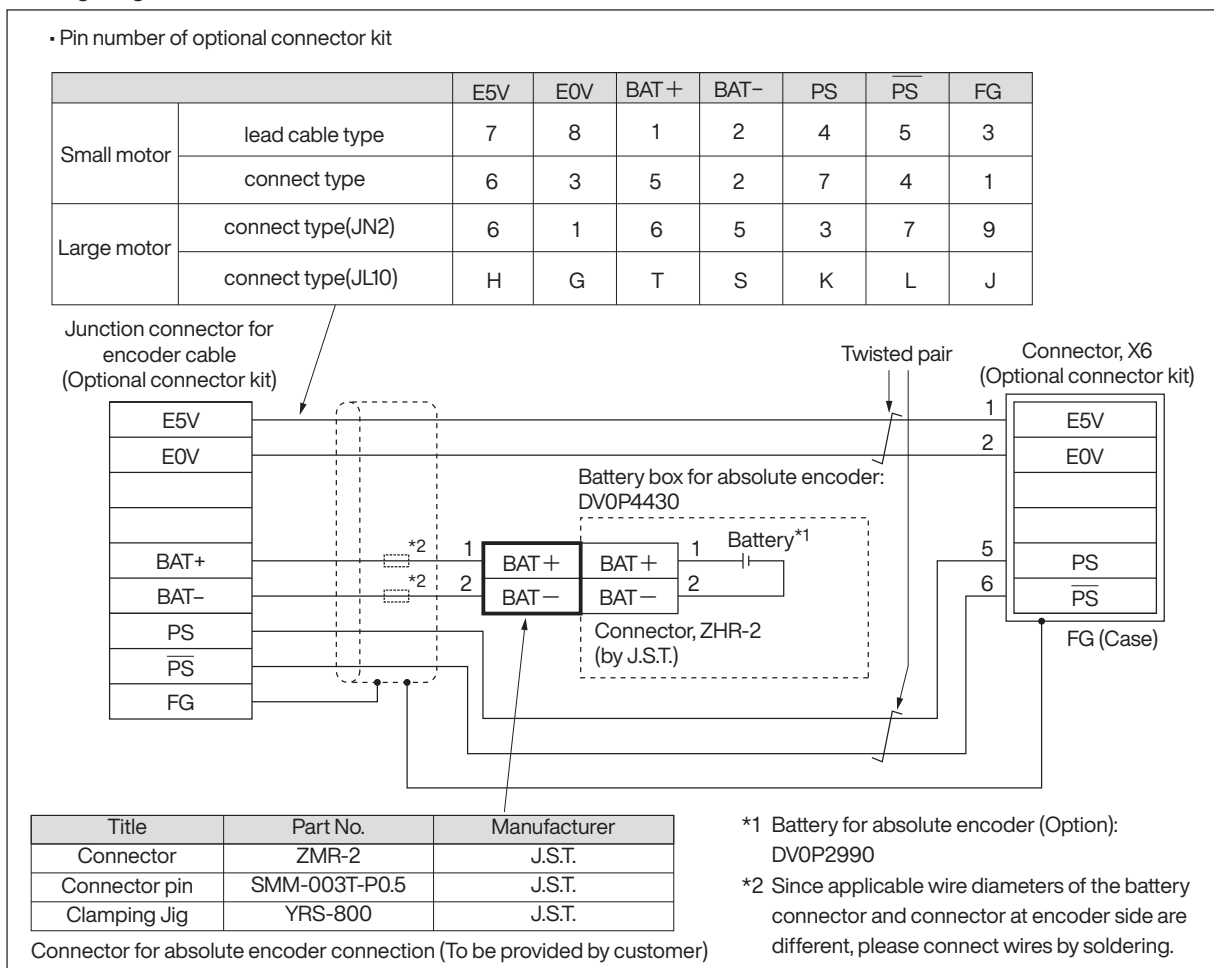 ▪ Pin number of optional connector kit
E5V E0V BAT+ BAT− PS P̅S̅ FG
Small motor lead cable type 7 8 1 2 4 5 3
connect type 6 3 5 2 7 4 1
Large motor connect type(JN2) 6 1 6 5 3 7 9
connect type(JL10) H G T S K L J
Junction connector for
encoder cable
(Optional connector kit)
Twisted pair
Connector, X6
(Optional connector kit)
E5V 1 E5V
E0V 2 E0V
Battery box for absolute encoder:
DV0P4430
BAT+ *2 1 BAT+ BAT+ 1 Battery*1 5 PS
BAT− *2 2 BAT− BAT− 2 6 P̅S̅
PS
P̅S̅
FG
Connector, ZHR-2
(by J.S.T.)
FG (Case)
Title Part No. Manufacturer
Connector ZMR-2 J.S.T.
Connector pin SMM-003T-P0.5 J.S.T.
Clamping Jig YRS-800 J.S.T.
Connector for absolute encoder connection (To be provided by customer)
*1 Battery for absolute encoder (Option):
DV0P2990
*2 Since applicable wire diameters of the battery
connector and connector at encoder side are
different, please connect wires by soldering.